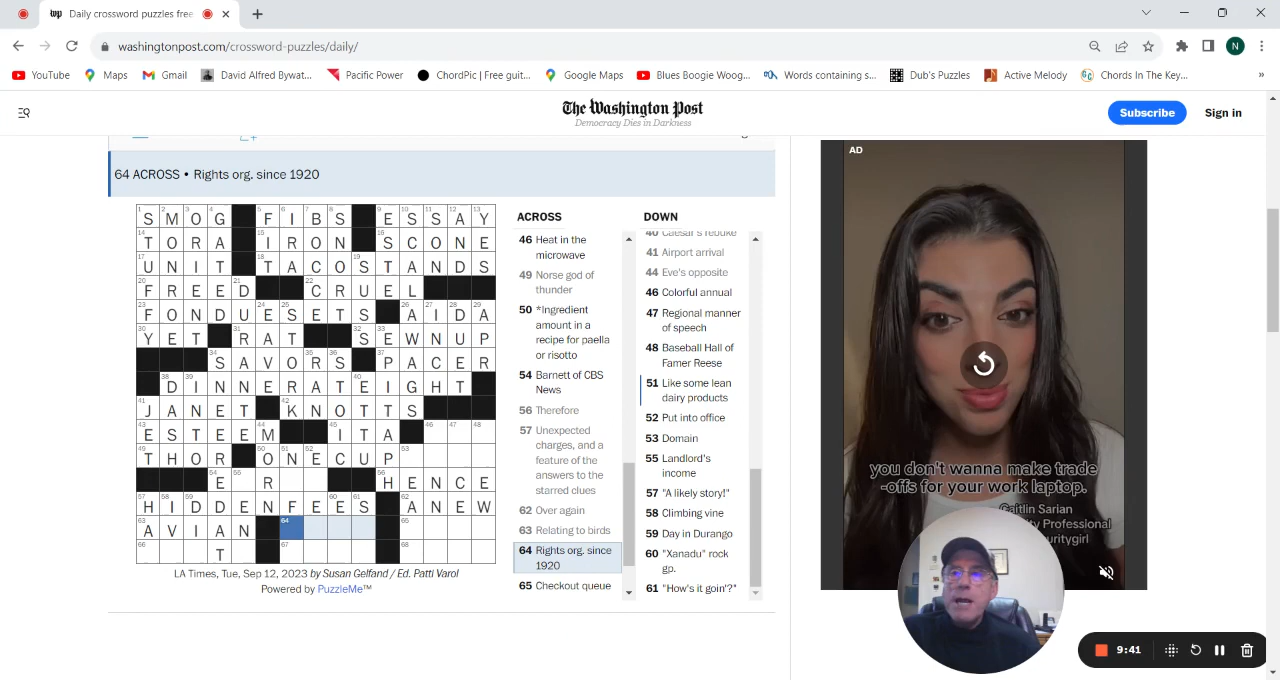 Daily crossword puzzles free
washingtonpost.com/crossword-puzzles/daily/
N
YouTube
Maps
Gmail
David Alfred Bywat...
Pacific Power
ChordPic | Free guit...
Google Maps
Blues Boogie Woog...
Words containing s...
Dub's Puzzles
Active Melody
Chords In The Key...
»
The Washington Post
Democracy Dies in Darkness
Subscribe
Sign in
64 ACROSS • Rights org. since 1920
S M O G F I B S E S S A Y
T O R A I R O N S C O N E
U N I T T A C O S T A N D S
F R E E D C R U E L
F O N D U E S E T S A I D A
Y E T R A T S E W N U P
S A V O R S P A C E R
D I N N E R A T E I G H T
J A N E T K N O T T S
E S T E E M I T A
T H O R O N E C U P
E R H E N C E
H I D D E N F E E S A N E W
A V I A N
T
LA Times, Tue, Sep 12, 2023 by Susan Gelfand / Ed. Patti Varol
Powered by PuzzleMe™
ACROSS
46 Heat in the
microwave
49 Norse god of
thunder
50 *Ingredient
amount in a
recipe for paella
or risotto
54 Barnett of CBS
News
56 Therefore
57 Unexpected
charges, and a
feature of the
answers to the
starred clues
62 Over again
63 Relating to birds
64 Rights org. since
1920
65 Checkout queue
DOWN
40 Caesar's rebuke
41 Airport arrival
44 Eve's opposite
46 Colorful annual
47 Regional manner
of speech
48 Baseball Hall of
Famer Reese
51 Like some lean
dairy products
52 Put into office
53 Domain
55 Landlord's
income
57 "A likely story!"
58 Climbing vine
59 Day in Durango
60 "Xanadu" rock
gp.
61 "How's it goin'?"
AD
you don't wanna make trade
-offs for your work laptop.
Caitlin Sarian
Professional
9:41